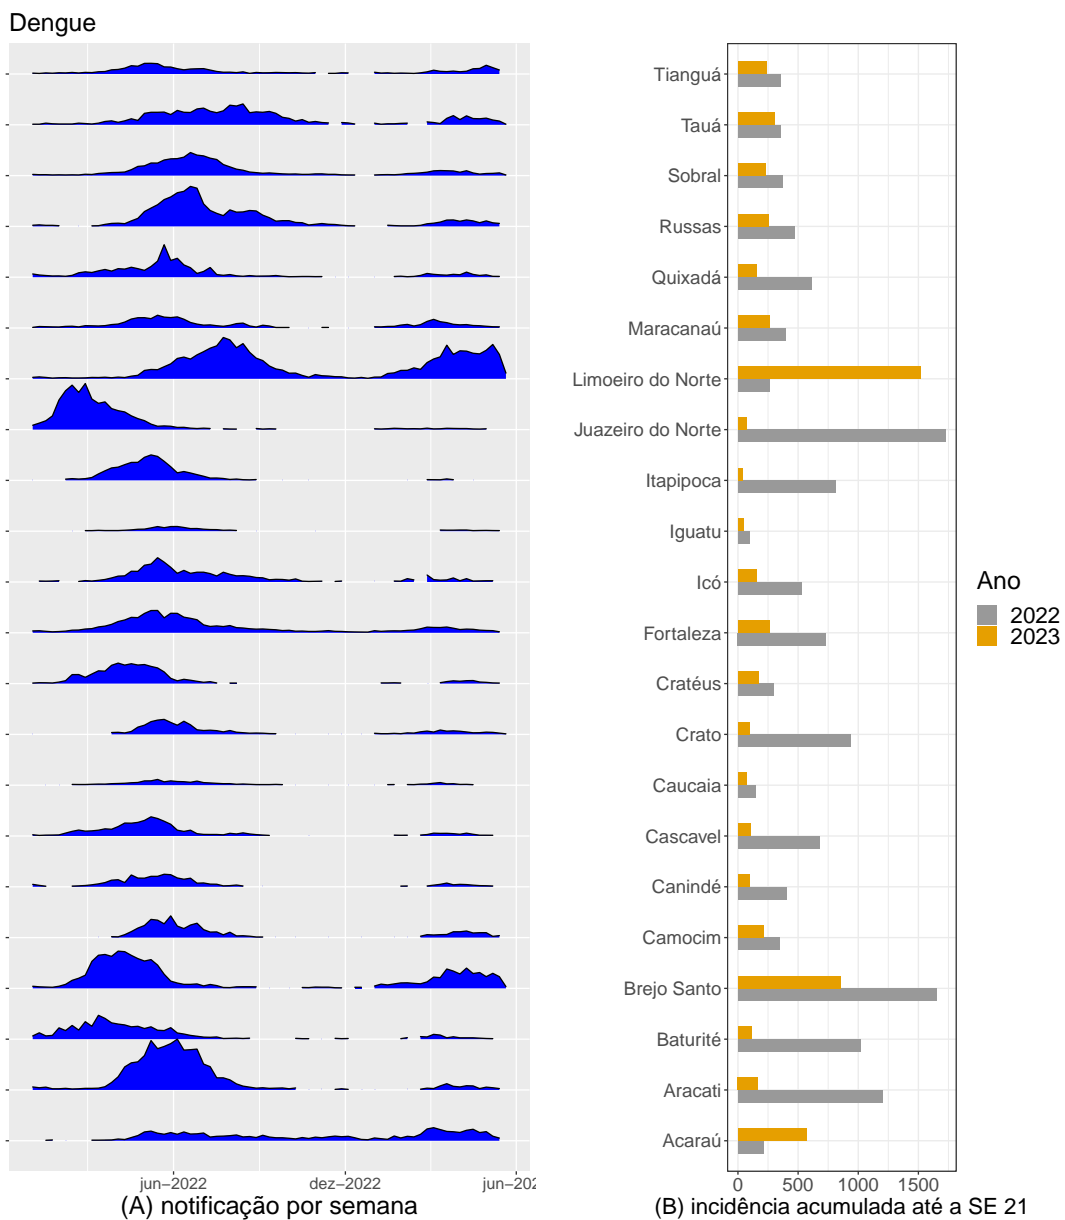 Dengue
Tianguá
Tauá
Sobral
Russas
Quixadá
Maracanaú
Limoeiro do Norte
Juazeiro do Norte
Itapipoca
Iguatu
Icó
Fortaleza
Cratéus
Crato
Caucaia
Cascavel
Canindé
Camocim
Brejo Santo
Baturité
Aracati
Acaraú
Ano
2022
2023
jun−2022 dez−2022 jun−202
0 500 1000 1500
(A) notificação por semana
(B) incidência acumulada até a SE 21